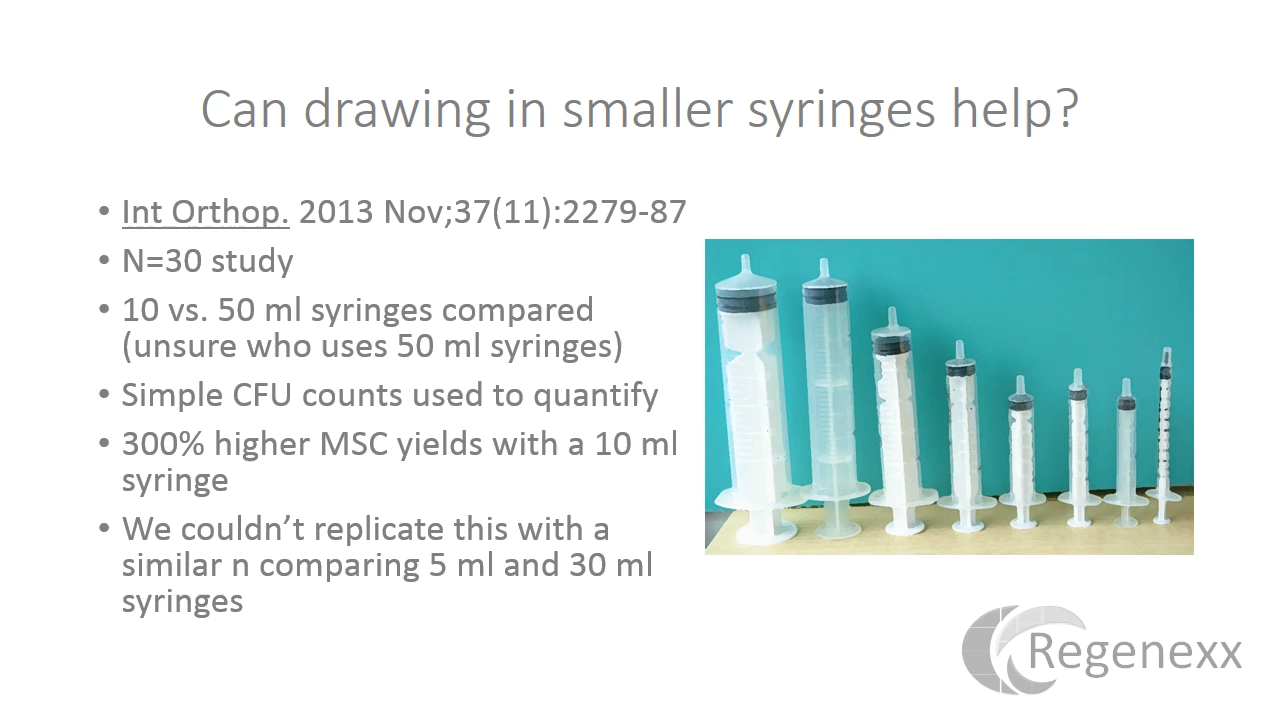 Can drawing in smaller syringes help?
• Int Orthop. 2013 Nov;37(11):2279-87
• N=30 study
• 10 vs. 50 ml syringes compared
(unsure who uses 50 ml syringes)
• Simple CFU counts used to quantify
• 300% higher MSC yields with a 10 ml
syringe
• We couldn’t replicate this with a
similar n comparing 5 ml and 30 ml
syringes
Regenexx